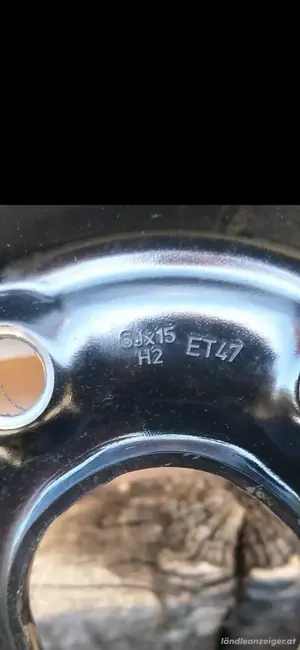 6Jx15
H2
ET47
ländleanzeiger.at